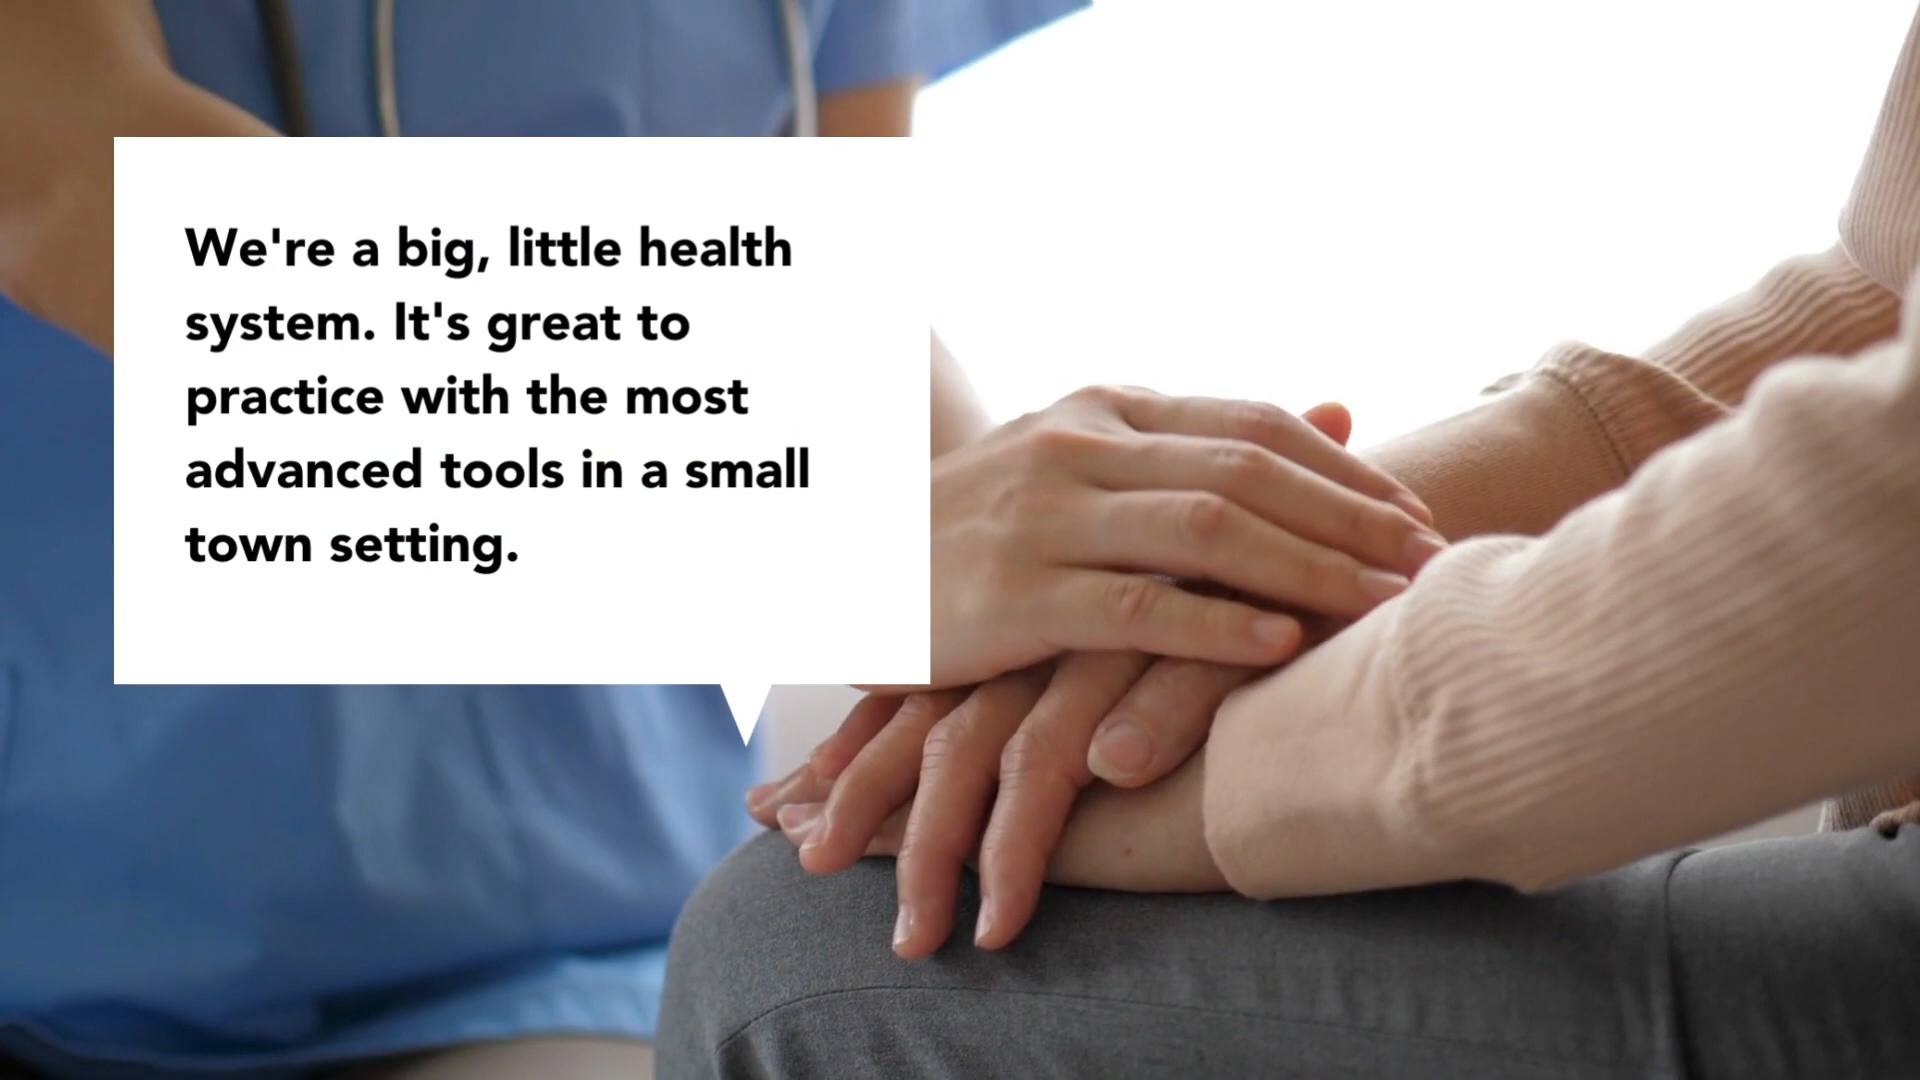 We're a big, little health
system. It's great to
practice with the most
advanced tools in a small
town setting.